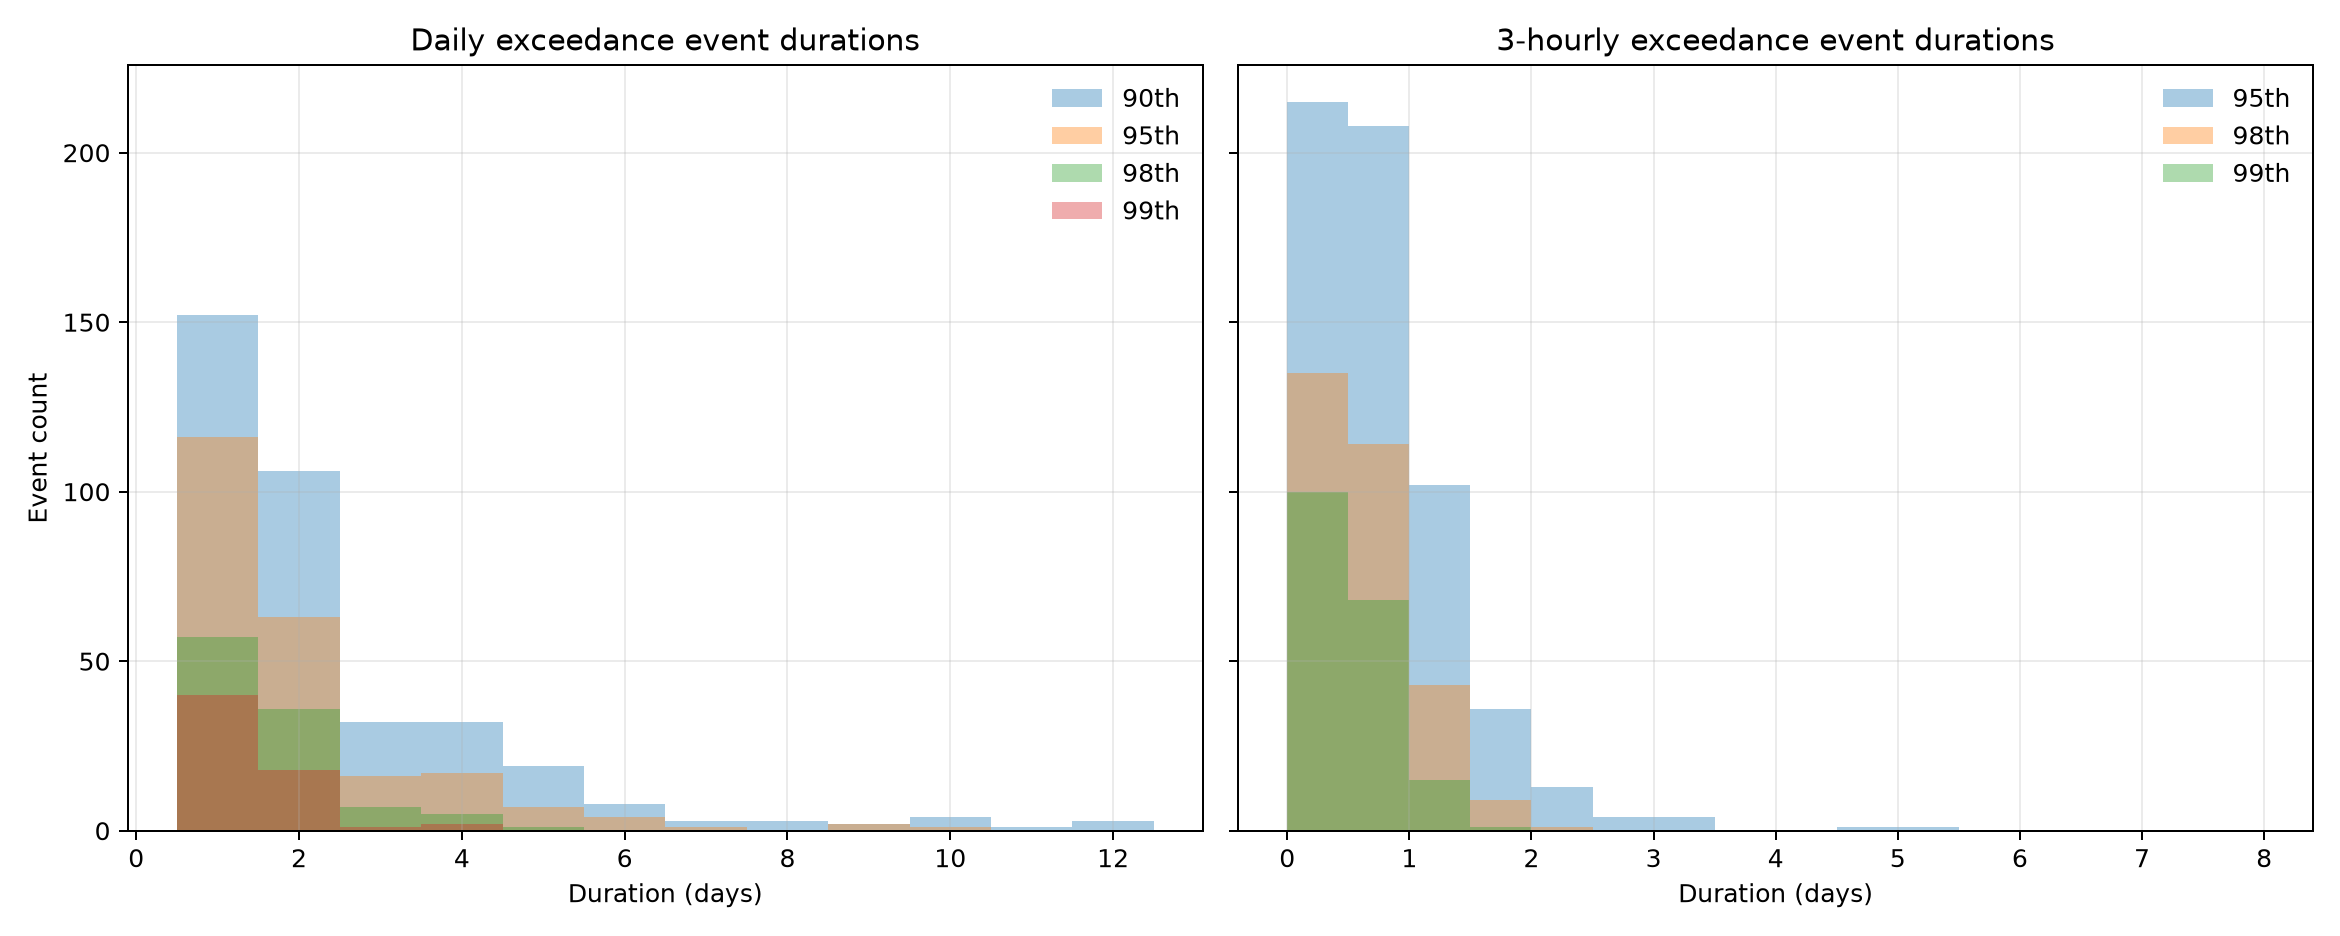 Daily exceedance event durations
90th
95th
98th
99th
200
150
100
50
0
Event count
0 2 4 6 8 10 12
Duration (days)
3-hourly exceedance event durations
95th
98th
99th
0 1 2 3 4 5 6 7 8
Duration (days)